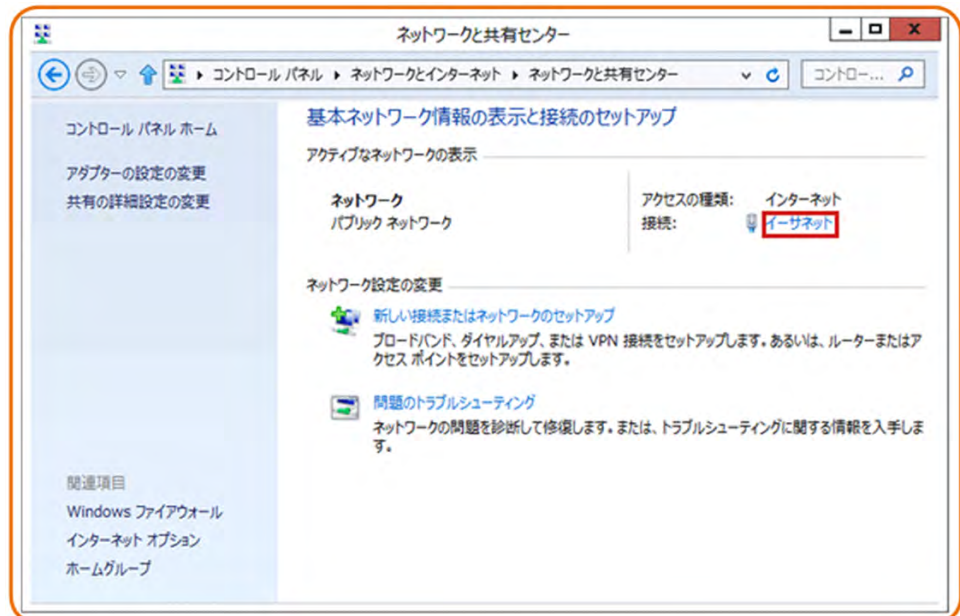 ネットワークと共有センター
コントロール パネル ネットワークとインターネット ネットワークと共有センター コントロー...
コントロール パネル ホーム
アダプターの設定の変更
共有の詳細設定の変更
基本ネットワーク情報の表示と接続のセットアップ
アクティブなネットワークの表示
ネットワーク
パブリック ネットワーク
アクセスの種類: インターネット
接続: イーサネット
ネットワーク設定の変更
新しい接続またはネットワークのセットアップ
ブロードバンド、ダイヤルアップ、または VPN 接続をセットアップします。あるいは、ルーターまたはア
クセス ポイントをセットアップします。
問題のトラブルシューティング
ネットワークの問題を診断して修復します。または、トラブルシューティングに関する情報を入手しま
す。
関連項目
Windows ファイアウォール
インターネット オプション
ホームグループ